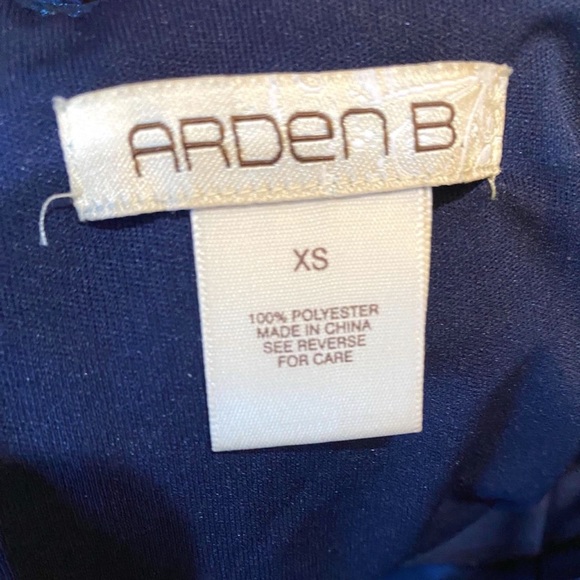 ARDen B
XS
100% POLYESTER
MADE IN CHINA
SEE REVERSE
FOR CARE